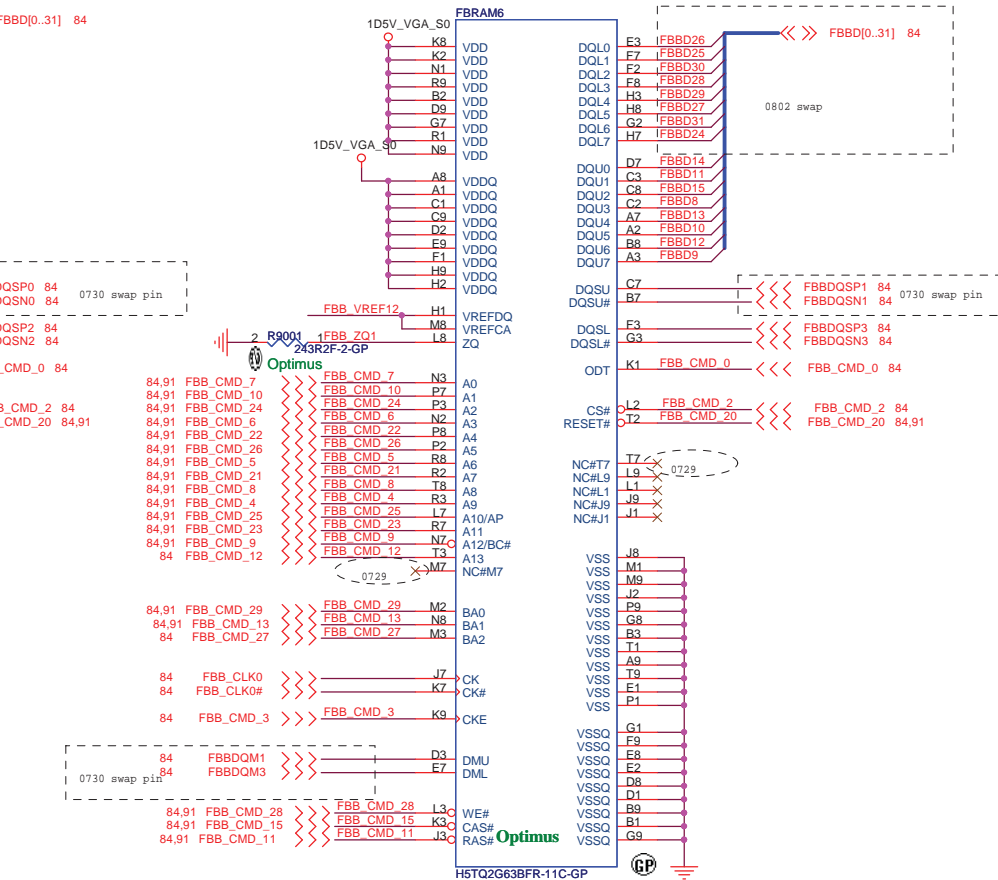 FBBD[0..31] 84
DQSP0 84
DQSN0 84
0730 swap pin
DQSP2 84
DQSN2 84
_CMD_0 84
B_CMD_2 84
_CMD_20 84,91
FBRAM6
1D5V_VGA_S0
K8 VDD
K2 VDD
N1 VDD
R9 VDD
B2 VDD
D9 VDD
G7 VDD
R1 VDD
N9 VDD
1D5V_VGA_S0
A8 VDDQ
A1 VDDQ
C1 VDDQ
C9 VDDQ
D2 VDDQ
E9 VDDQ
F1 VDDQ
H9 VDDQ
H2 VDDQ
FBB_VREF12 H1 VREFDQ
M8 VREFCA
2 R9001 1 FBB_ZQ1 L8 ZQ
243R2F-2-GP
Optimus
84,91 FBB_CMD_7 FBB_CMD_7 N3 A0
84,91 FBB_CMD_10 FBB_CMD_10 P7 A1
84,91 FBB_CMD_24 FBB_CMD_24 P3 A2
84,91 FBB_CMD_6 FBB_CMD_6 N2 A3
84,91 FBB_CMD_22 FBB_CMD_22 P8 A4
84,91 FBB_CMD_26 FBB_CMD_26 P2 A5
84,91 FBB_CMD_5 FBB_CMD_5 R8 A6
84,91 FBB_CMD_21 FBB_CMD_21 R2 A7
84,91 FBB_CMD_8 FBB_CMD_8 T8 A8
84,91 FBB_CMD_4 FBB_CMD_4 R3 A9
84,91 FBB_CMD_25 FBB_CMD_25 L7 A10/AP
84,91 FBB_CMD_23 FBB_CMD_23 R7 A11
84,91 FBB_CMD_9 FBB_CMD_9 N7 A12/BC#
84 FBB_CMD_12 FBB_CMD_12 T3 A13
0729 M7 NC#M7
84,91 FBB_CMD_29 FBB_CMD_29 M2 BA0
84,91 FBB_CMD_13 FBB_CMD_13 N8 BA1
84 FBB_CMD_27 FBB_CMD_27 M3 BA2
84 FBB_CLK0 J7 CK
84 FBB_CLK0# K7 CK#
84 FBB_CMD_3 FBB_CMD_3 K9 CKE
84 FBBDQM1 D3 DMU
84 FBBDQM3 E7 DML
0730 swap pin
84,91 FBB_CMD_28 FBB_CMD_28 L3 WE#
84,91 FBB_CMD_15 FBB_CMD_15 K3 CAS#
84,91 FBB_CMD_11 FBB_CMD_11 J3 RAS#
Optimus
H5TQ2G63BFR-11C-GP
DQL0 E3 FBBD26
DQL1 F7 FBBD25
DQL2 F2 FBBD30
DQL3 F8 FBBD28
DQL4 H3 FBBD29
DQL5 H8 FBBD27
DQL6 G2 FBBD31
DQL7 H7 FBBD24
FBBD[0..31] 84
0802 swap
DQU0 D7 FBBD14
DQU1 C3 FBBD11
DQU2 C8 FBBD15
DQU3 C2 FBBD8
DQU4 A7 FBBD13
DQU5 A2 FBBD10
DQU6 B8 FBBD12
DQU7 A3 FBBD9
DQSU C7 FBBDQSP1 84
DQSU# B7 FBBDQSN1 84
0730 swap pin
DQSL F3 FBBDQSP3 84
DQSL# G3 FBBDQSN3 84
ODT K1 FBB_CMD_0 FBB_CMD_0 84
CS# L2 FBB_CMD_2 FBB_CMD_2 84
RESET# T2 FBB_CMD_20 FBB_CMD_20 84,91
NC#T7 T7
NC#L9 L9
NC#L1 L1
NC#J9 J9
NC#J1 J1
0729
VSS J8
VSS M1
VSS M9
VSS J2
VSS P9
VSS G8
VSS B3
VSS T1
VSS A9
VSS T9
VSS E1
VSS P1
VSSQ G1
VSSQ F9
VSSQ E8
VSSQ E2
VSSQ D8
VSSQ D1
VSSQ B9
VSSQ B1
VSSQ G9
GP